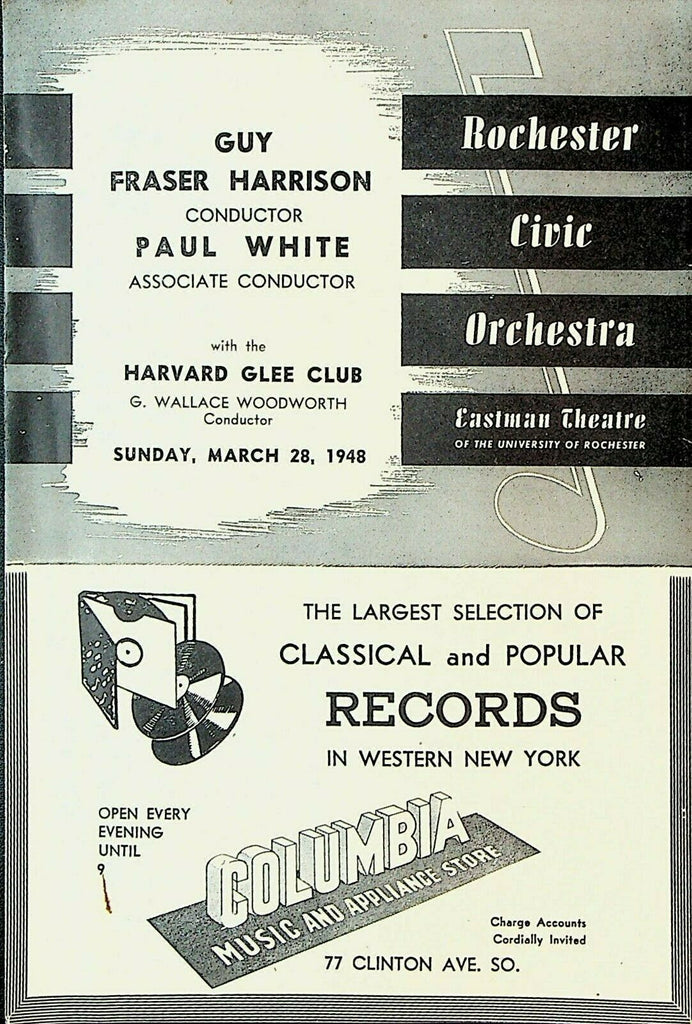 GUY
FRASER HARRISON
CONDUCTOR
PAUL WHITE
ASSOCIATE CONDUCTOR
with the
HARVARD GLEE CLUB
G. WALLACE WOODWORTH
Conductor
SUNDAY, MARCH 28, 1948
Rochester
Civic
Orchestra
Eastman Theatre
OF THE UNIVERSITY OF ROCHESTER
THE LARGEST SELECTION OF
CLASSICAL and POPULAR
RECORDS
IN WESTERN NEW YORK
OPEN EVERY
EVENING
UNTIL
9
COLUMBIA
MUSIC AND APPLIANCE STORE
Charge Accounts
Cordially Invited
77 CLINTON AVE. SO.